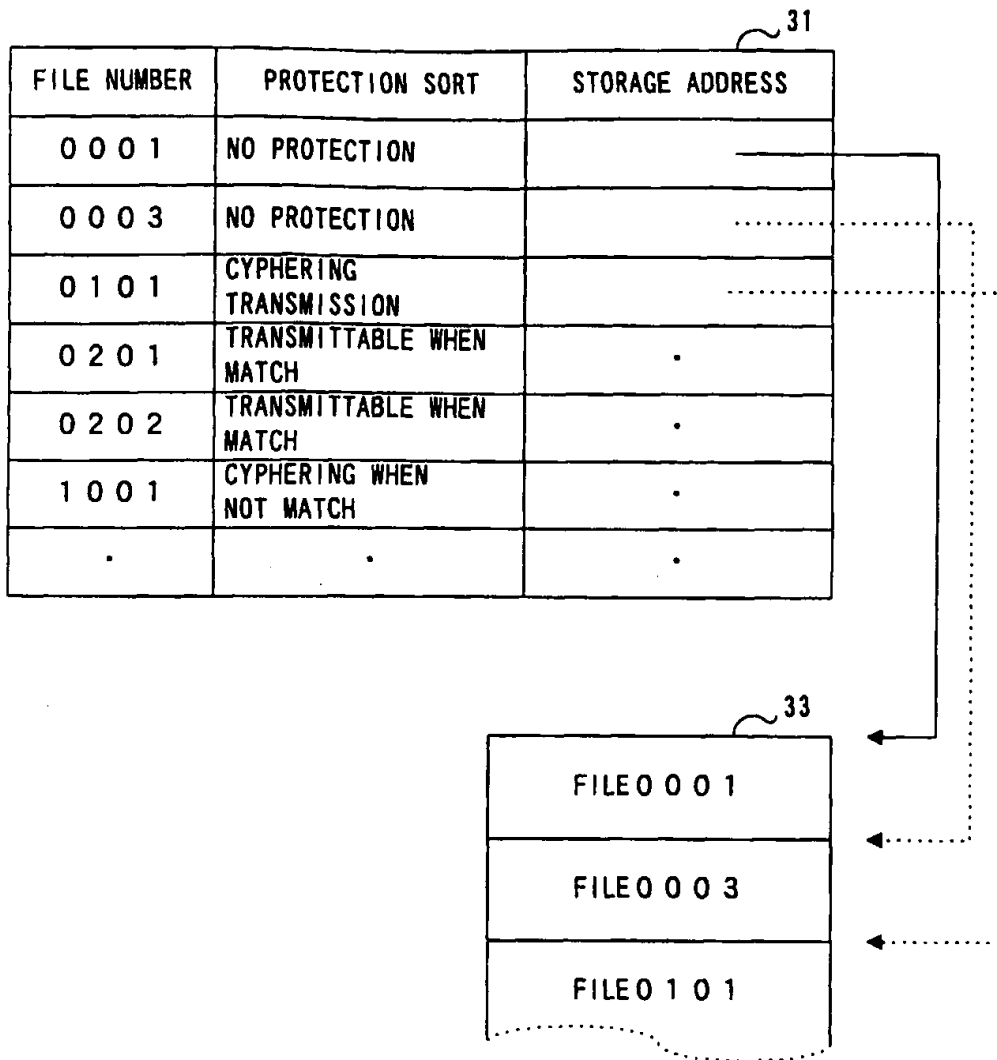 31
FILE NUMBER PROTECTION SORT STORAGE ADDRESS
0001 NO PROTECTION
0003 NO PROTECTION
0101 CYPHERING
TRANSMISSION
0201 TRANSMITTABLE WHEN
MATCH
0202 TRANSMITTABLE WHEN
MATCH
1001 CYPHERING WHEN
NOT MATCH
33
FILE0001
FILE0003
FILE0101